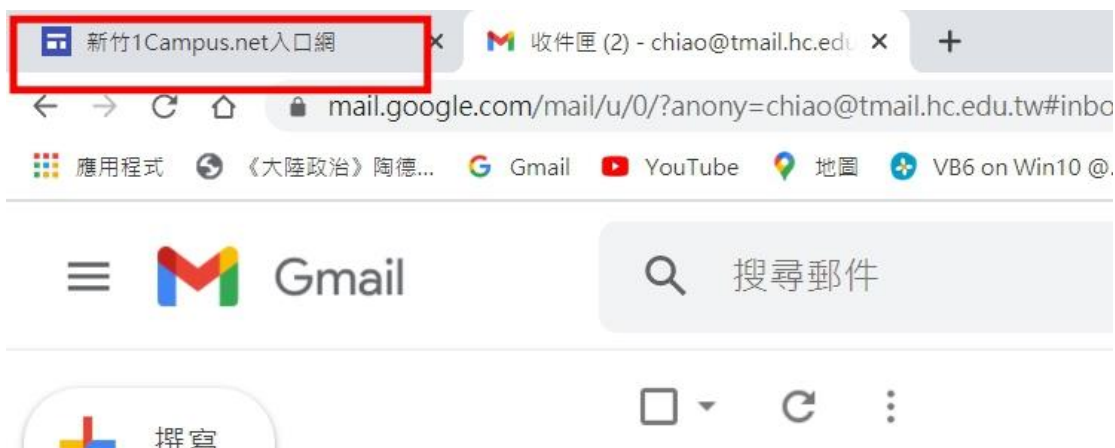 新竹1Campus.net入口網
收件匣 (2) - chiao@tmail.hc.edu
mail.google.com/mail/u/0/?anony=chiao@tmail.hc.edu.tw#inbo
應用程式 《大陸政治》陶德... Gmail YouTube 地圖 VB6 on Win10 @.
Gmail 搜尋郵件
撰寫